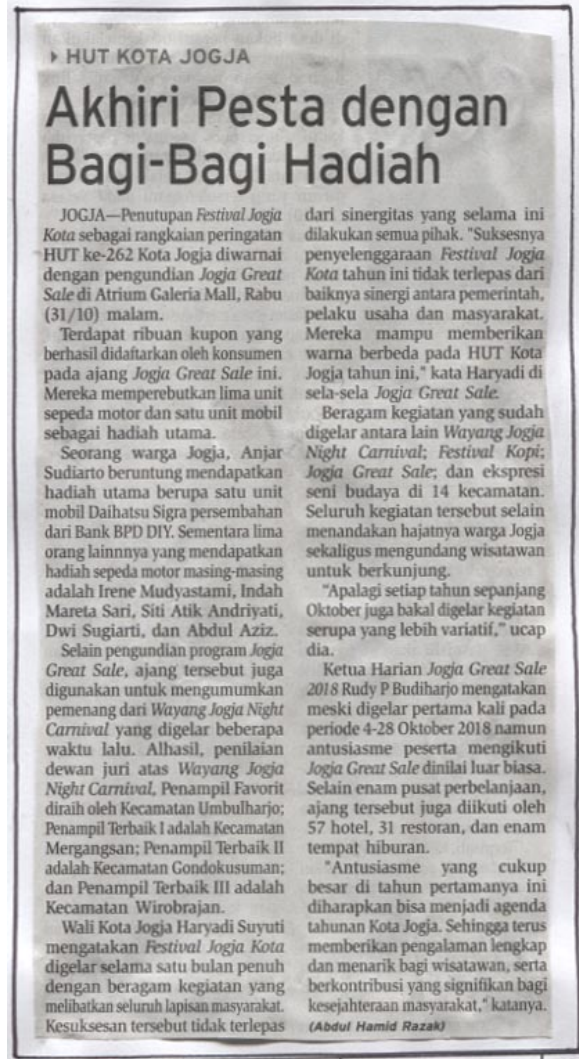 HUT KOTA JOGJA
Akhiri Pesta dengan
Bagi-Bagi Hadiah
JOGJA—Penutupan Festival Jogja
Kota sebagai rangkaian peringatan
HUT ke-262 Kota Jogja diwarnai
dengan pengundian Jogja Great
Sale di Atrium Galeria Mall, Rabu
(31/10) malam.
Terdapat ribuan kupon yang
berhasil didaftarkan oleh konsumen
pada ajang Jogja Great Sale ini.
Mereka memperebutkan lima unit
sepeda motor dan satu unit mobil
sebagai hadiah utama.
Seorang warga Jogja, Anjar
Sudiarto beruntung mendapatkan
hadiah utama berupa satu unit
mobil Daihatsu Sigra persembahan
dari Bank BPD DIY. Sementara lima
orang lainnnya yang mendapatkan
hadiah sepeda motor masing-masing
adalah Irene Mudyastami, Indah
Mareta Sari, Siti Atik Andriyati,
Dwi Sugiarti, dan Abdul Aziz.
Selain pengundian program Jogja
Great Sale, ajang tersebut juga
digunakan untuk mengumumkan
pemenang dari Wayang Jogja Night
Carnival yang digelar beberapa
waktu lalu. Alhasil, penilaian
dewan juri atas Wayang Jogja
Night Carnival, Penampil Favorit
diraih oleh Kecamatan Umbulharjo;
Penampil Terbaik I adalah Kecamatan
Mergangsan; Penampil Terbaik II
adalah Kecamatan Gondokusuman;
dan Penampil Terbaik III adalah
Kecamatan Wirobrajan.
Wali Kota Jogja Haryadi Suyuti
mengatakan Festival Jogja Kota
digelar selama satu bulan penuh
dengan beragam kegiatan yang
melibatkan seluruh lapisan masyarakat.
Kesuksesan tersebut tidak terlepas
dari sinergitas yang selama ini
dilakukan semua pihak. "Suksesnya
penyelenggaraan Festival Jogja
Kota tahun ini tidak terlepas dari
baiknya sinergi antara pemerintah,
pelaku usaha dan masyarakat.
Mereka mampu memberikan
warna berbeda pada HUT Kota
Jogja tahun ini," kata Haryadi di
sela-sela Jogja Great Sale.
Beragam kegiatan yang sudah
digelar antara lain Wayang Jogja
Night Carnival; Festival Kopi;
Jogja Great Sale; dan ekspresi
seni budaya di 14 kecamatan.
Seluruh kegiatan tersebut selain
menandakan hajatnya warga Jogja
sekaligus mengundang wisatawan
untuk berkunjung.
"Apalagi setiap tahun sepanjang
Oktober juga bakal digelar kegiatan
serupa yang lebih variatif," ucap
dia.
Ketua Harian Jogja Great Sale
2018 Rudy P Budiharjo mengatakan
meski digelar pertama kali pada
periode 4-28 Oktober 2018 namun
antusiasme peserta mengikuti
Jogja Great Sale dinilai luar biasa.
Selain enam pusat perbelanjaan,
ajang tersebut juga diikuti oleh
57 hotel, 31 restoran, dan enam
tempat hiburan.
"Antusiasme yang cukup
besar di tahun pertamanya ini
diharapkan bisa menjadi agenda
tahunan Kota Jogja. Sehingga terus
memberikan pengalaman lengkap
dan menarik bagi wisatawan, serta
berkontribusi yang signifikan bagi
kesejahteraan masyarakat," katanya.
(Abdul Hamid Razak)